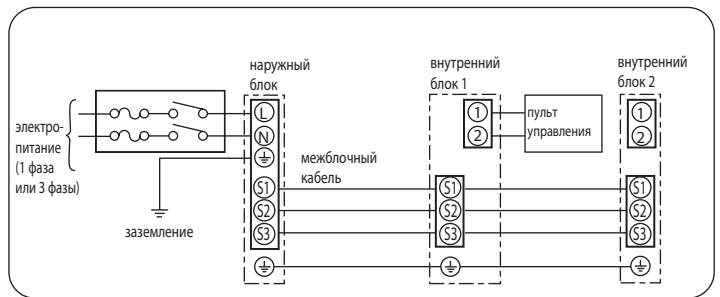 наружный
блок
внутренний
блок 1
внутренний
блок 2
электро-
питание
(1 фаза
или 3 фазы)
L
N
заземление
межблочный
кабель
1
2
пульт
управления
1
2
S1
S2
S3
S1
S2
S3
S1
S2
S3